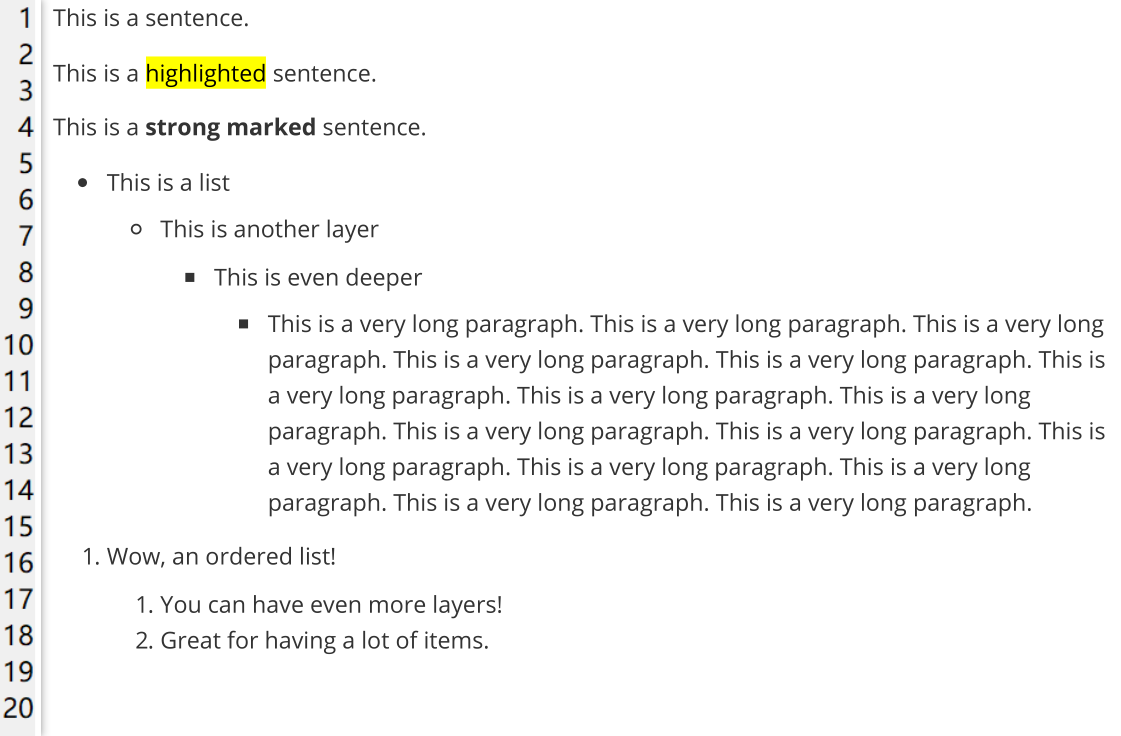 1 This is a sentence.
2
This is a highlighted sentence.
3
4 This is a strong marked sentence.
5
• This is a list
6
7 ◦ This is another layer
8 ▪ This is even deeper
9
▪ This is a very long paragraph. This is a very long paragraph. This is a very long
10 paragraph. This is a very long paragraph. This is a very long paragraph. This is
11 a very long paragraph. This is a very long paragraph. This is a very long
12 paragraph. This is a very long paragraph. This is a very long paragraph. This is
13 a very long paragraph. This is a very long paragraph. This is a very long
14 paragraph. This is a very long paragraph. This is a very long paragraph.
15
16 1. Wow, an ordered list!
17 1. You can have even more layers!
18 2. Great for having a lot of items.
19
20